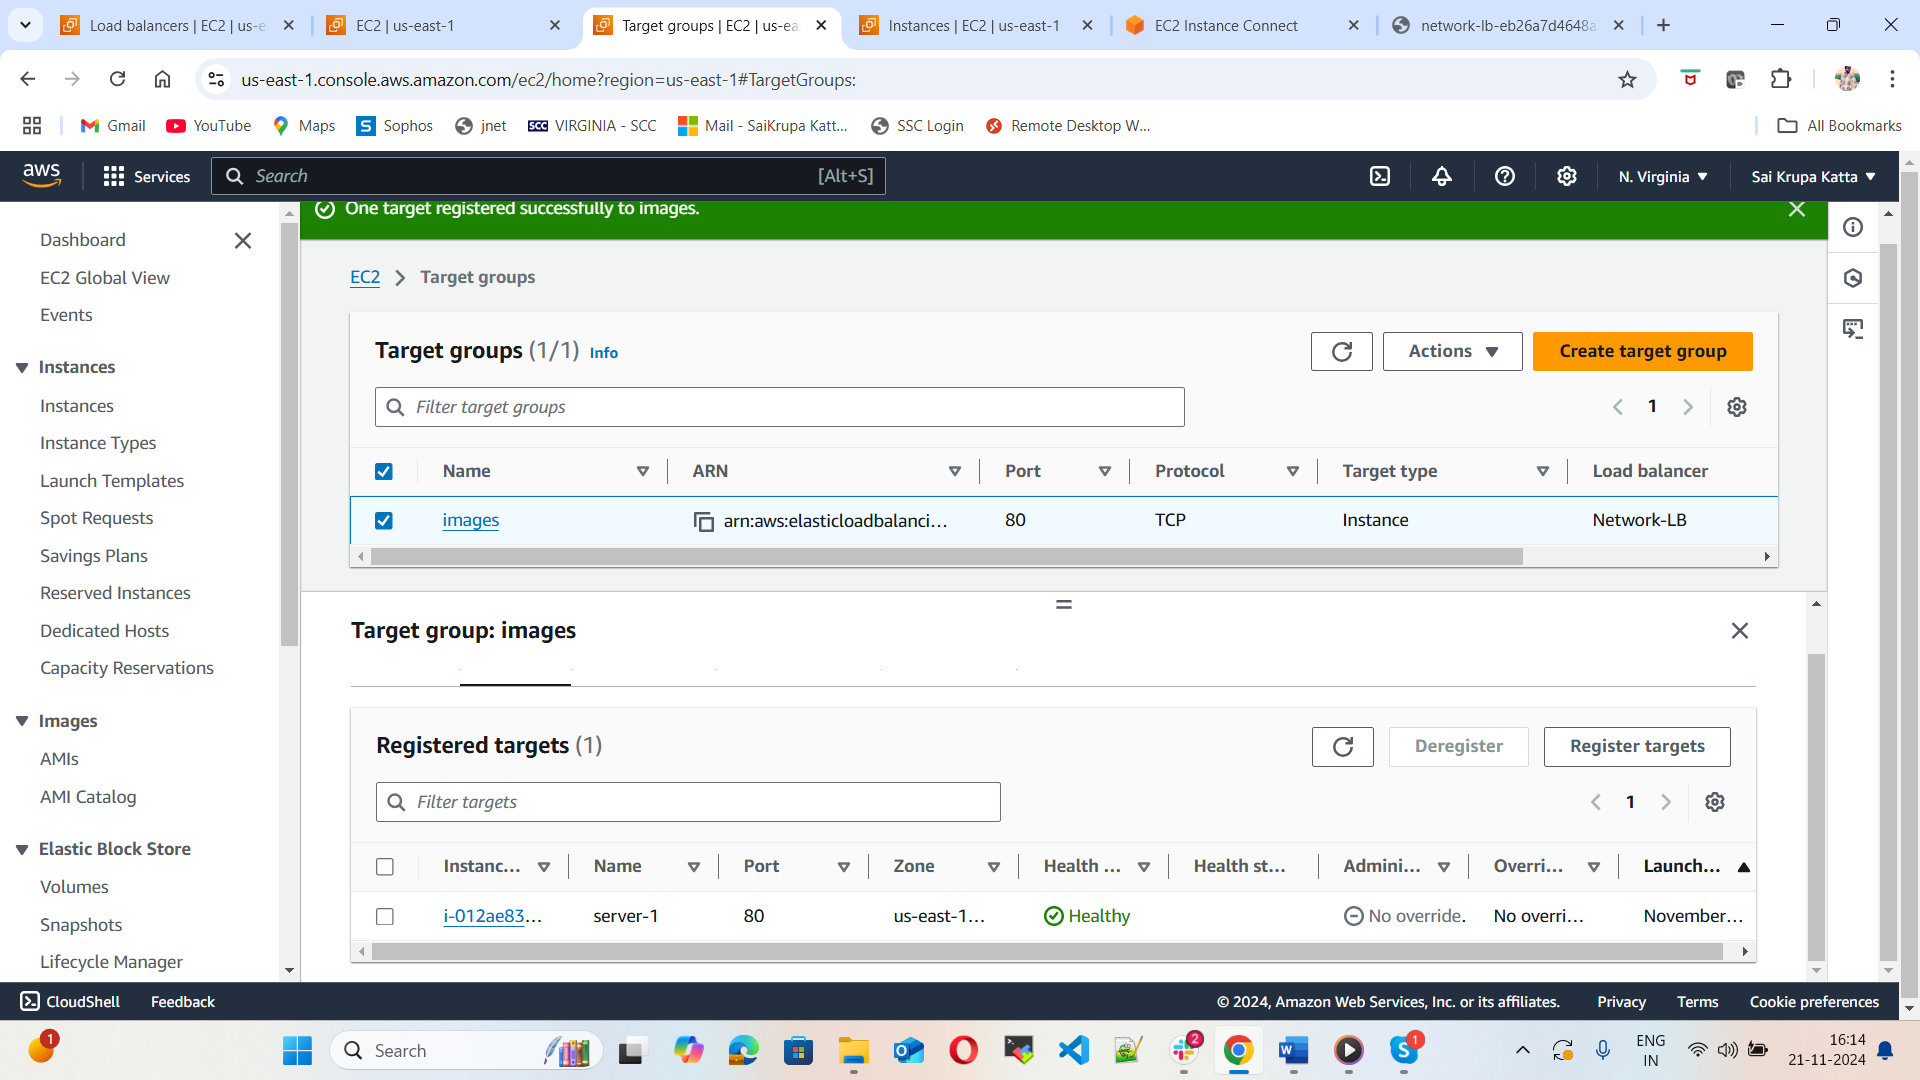 Load balancers | EC2 | us-e
EC2 | us-east-1
Target groups | EC2 | us-ea
Instances | EC2 | us-east-1
EC2 Instance Connect
network-lb-eb26a7d4648a
us-east-1.console.aws.amazon.com/ec2/home?region=us-east-1#TargetGroups:
Gmail
YouTube
Maps
Sophos
jnet
SCC VIRGINIA - SCC
Mail - SaiKrupa Katt...
SSC Login
Remote Desktop W...
All Bookmarks
aws
Services
Search
[Alt+S]
N. Virginia
Sai Krupa Katta
Dashboard
EC2 Global View
Events
Instances
Instances
Instance Types
Launch Templates
Spot Requests
Savings Plans
Reserved Instances
Dedicated Hosts
Capacity Reservations
Images
AMIs
AMI Catalog
Elastic Block Store
Volumes
Snapshots
Lifecycle Manager
One target registered successfully to images.
EC2 > Target groups
Target groups (1/1) Info
Actions
Create target group
Filter target groups
1
Name ARN Port Protocol Target type Load balancer
images arn:aws:elasticloadbalanci... 80 TCP Instance Network-LB
Target group: images
Registered targets (1)
Deregister
Register targets
Filter targets
1
Instanc... Name Port Zone Health ... Health st... Admini... Overri... Launch...
i-012ae83... server-1 80 us-east-1... Healthy No override. No overri... November...
CloudShell
Feedback
© 2024, Amazon Web Services, Inc. or its affiliates.
Privacy
Terms
Cookie preferences
1
Search
2
1
ENG
IN
16:14
21-11-2024